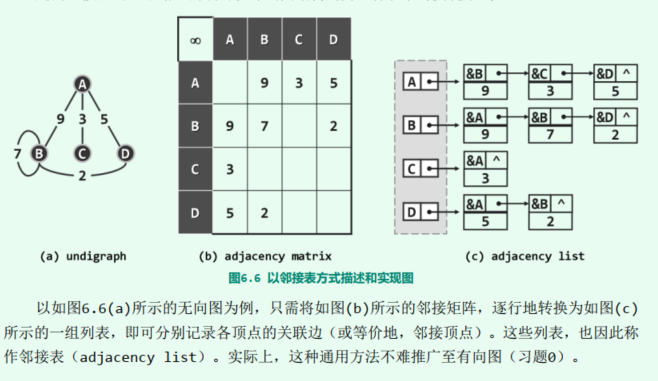 A
9 3 5
7 B C D
2
(a) undigraph
∞ A B C D
A 9 3 5
B 9 7 2
C 3
D 5 2
(b) adjacency matrix
A &B &C &D ^
9 3 5
B &A &B &D ^
9 7 2
C &A ^
3
D &A &B ^
5 2
(c) adjacency list
图6.6 以邻接表方式描述和实现图
以如图6.6(a)所示的无向图为例，只需将如图(b)所示的邻接矩阵，逐行地转换为如图(c)
所示的一组列表，即可分别记录各顶点的关联边（或等价地，邻接顶点）。这些列表，也因此称
作邻接表（adjacency list）。实际上，这种通用方法不难推广至有向图（习题0）。